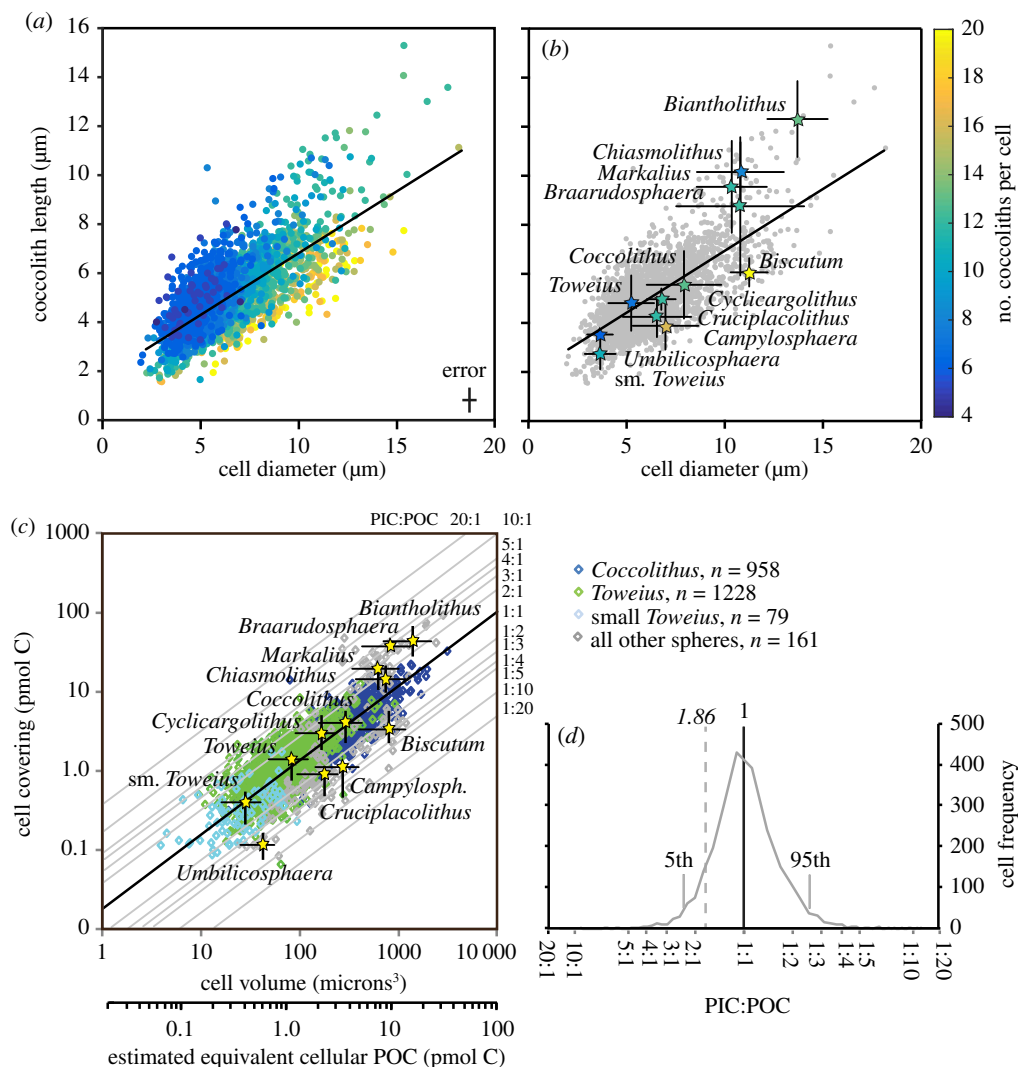 (a)
16
14
12
10
8
6
4
2
0
coccolith length (µm)
error
0 5 10 15 20
cell diameter (µm)
(b)
Biantholithus
Chiasmolithus
Markalius
Braarudosphaera
Coccolithus
Toweius
Biscutum
Cyclicargolithus
Cruciplacolithus
Campylosphaera
Umbilicosphaera
sm. Toweius
0 5 10 15 20
cell diameter (µm)
20
18
16
14
12
10
8
6
4
no. coccoliths per cell
(c)
PIC:POC 20:1 10:1
5:1
4:1
3:1
2:1
1:1
1:2
1:3
1:4
1:5
1:10
1:20
1000
100
10
1.0
0.1
0
cell covering (pmol C)
Biantholithus
Braarudosphaera
Markalius
Chiasmolithus
Coccolithus
Cyclicargolithus
Toweius
Biscutum
sm. Toweius
Campylosph.
Cruciplacolithus
Umbilicosphaera
1 10 100 1000 10 000
cell volume (microns³)
0.1 1.0 10 100
estimated equivalent cellular POC (pmol C)
Coccolithus, n = 958
Toweius, n = 1228
small Toweius, n = 79
all other spheres, n = 161
(d)
1.86
1
5th
95th
500
400
300
200
100
0
cell frequency
20:1 10:1 5:1 4:1 3:1 2:1 1:1 1:2 1:3 1:4 1:5 1:10 1:20
PIC:POC